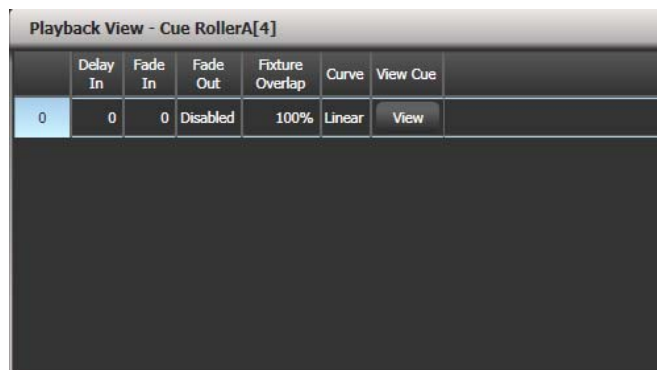 Playback View - Cue RollerA[4]
Delay In Fade In Fade Out Fixture Overlap Curve View Cue
0 0 0 Disabled 100% Linear View